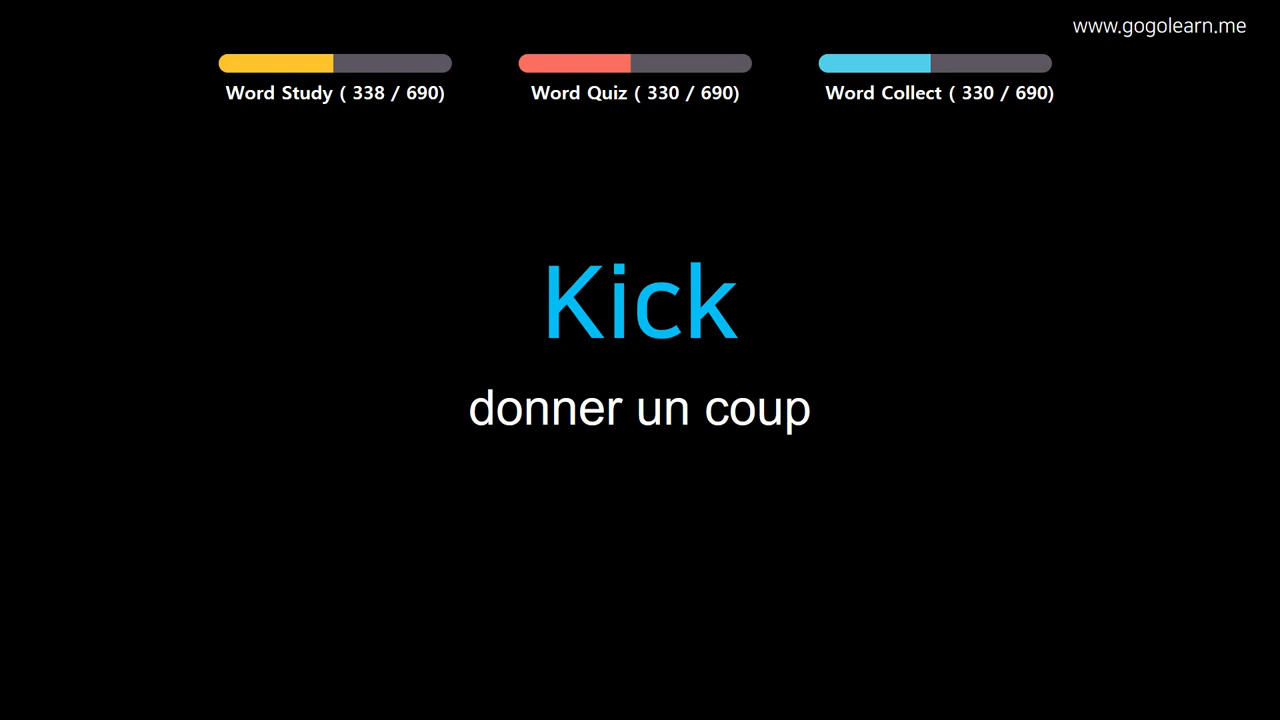 www.gogolearn.me
Word Study ( 338 / 690)
Word Quiz ( 330 / 690)
Word Collect ( 330 / 690)
Kick
donner un coup